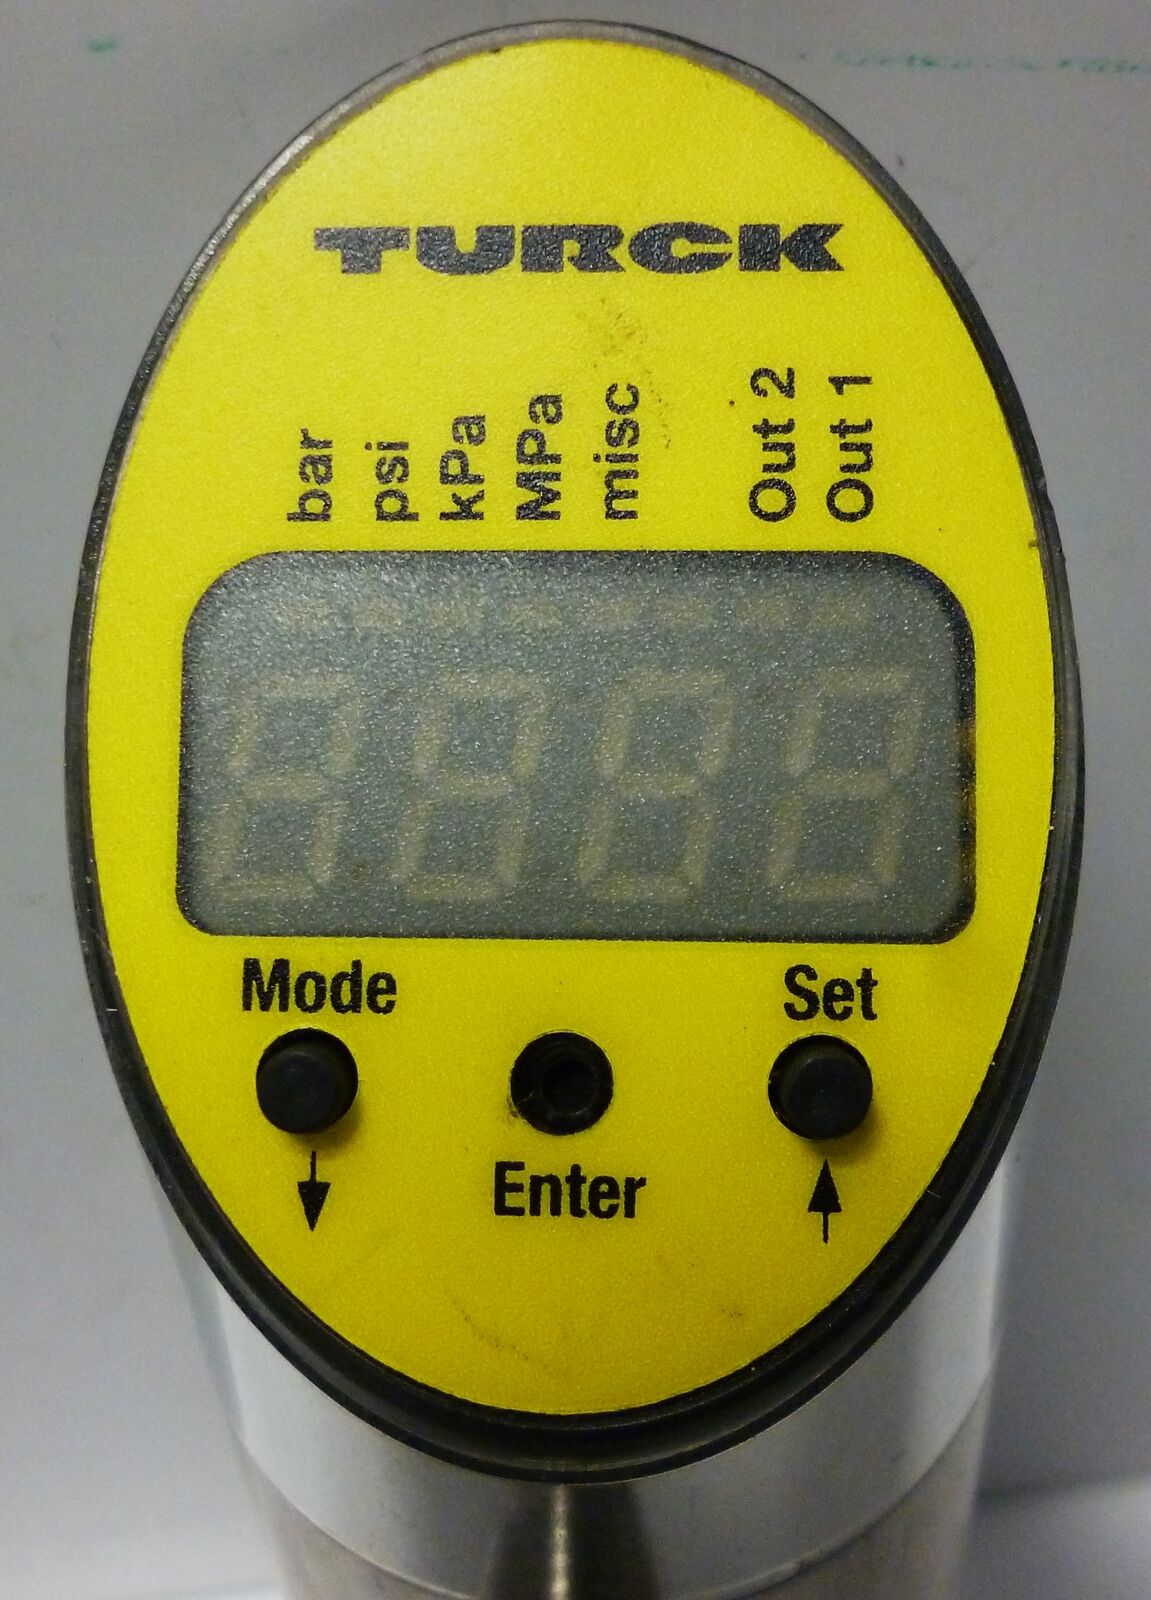 TURCK
bar
psi
kPa
MPa
misc
Out 2
Out 1
Mode
Set
Enter